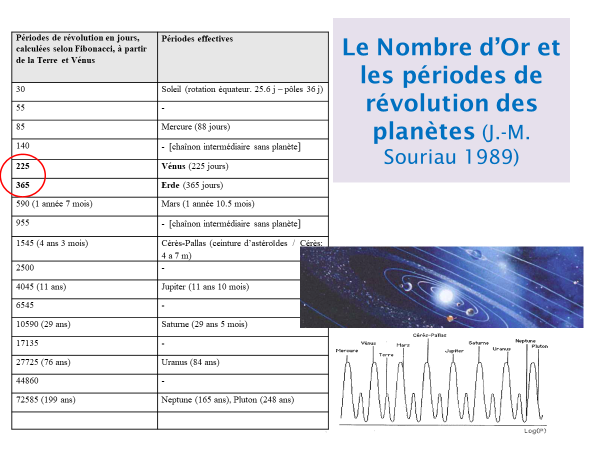 Périodes de révolution en jours,
calculées selon Fibonacci, à partir
de la Terre et Vénus
Périodes effectives
30
Soleil (rotation équateur. 25.6 j – pôles 36 j)
55
-
85
Mercure (88 jours)
140
- [chaînon intermédiaire sans planète]
225
Vénus (225 jours)
365
Erde (365 jours)
590 (1 année 7 mois)
Mars (1 année 10.5 mois)
955
- [chaînon intermédiaire sans planète]
1545 (4 ans 3 mois)
Cérès-Pallas (ceinture d'astéroïdes / Cérès:
4 a 7 m)
2500
-
4045 (11 ans)
Jupiter (11 ans 10 mois)
6545
-
10590 (29 ans)
Saturne (29 ans 5 mois)
17135
-
27725 (76 ans)
Uranus (84 ans)
44860
-
72585 (199 ans)
Neptune (165 ans), Pluton (248 ans)
Le Nombre d'Or et
les périodes de
révolution des
planètes (J.-M.
Souriau 1989)
Mercure
Vénus
Terre
Mars
Cérès-Pallas
Jupiter
Saturne
Uranus
Neptune
Pluton
Log(P)